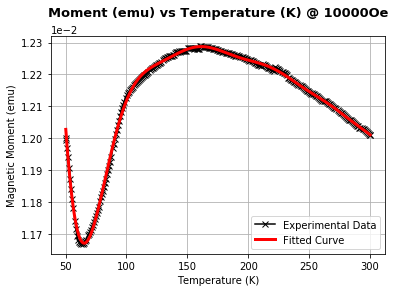 Moment (emu) vs Temperature (K) @ 10000Oe
1e−2
1.23
1.22
1.21
1.20
1.19
1.18
1.17
Magnetic Moment (emu)
Experimental Data
Fitted Curve
50
100
150
200
250
300
Temperature (K)